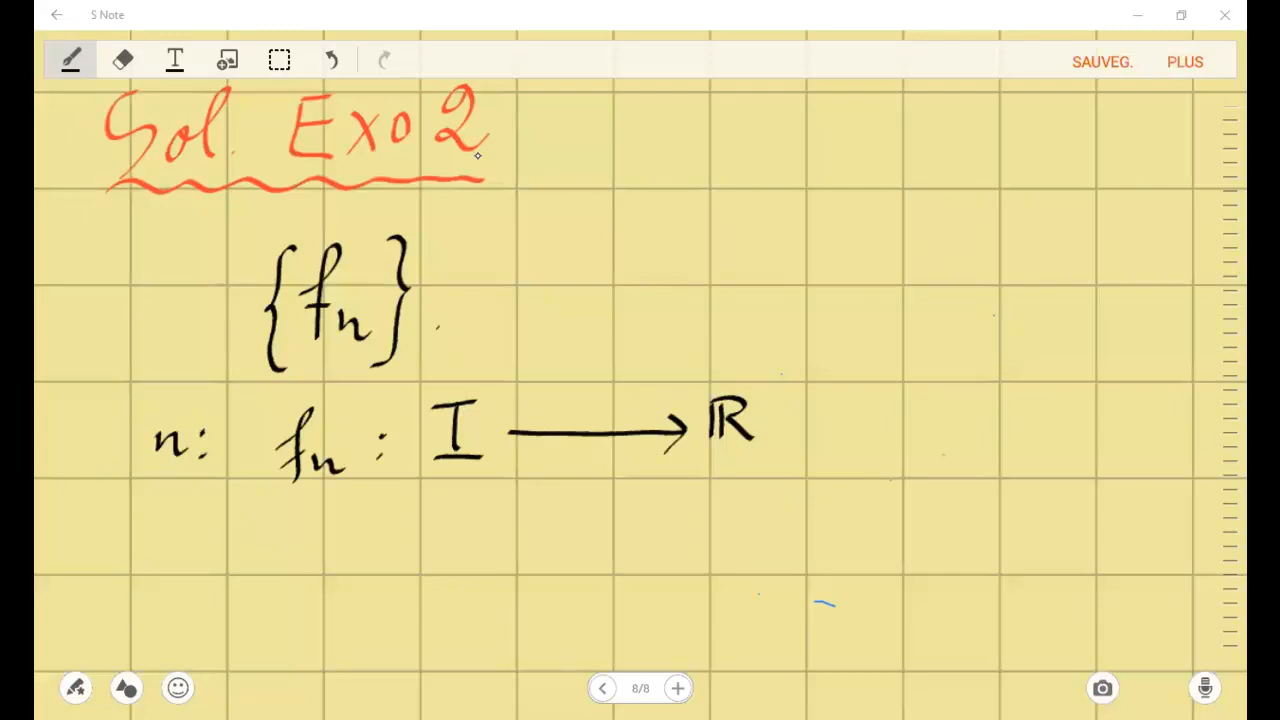 S Note
SAUVEG. PLUS
Sol. Exo 2
{fn}.
n: fn : I ⟶ ℝ
8/8